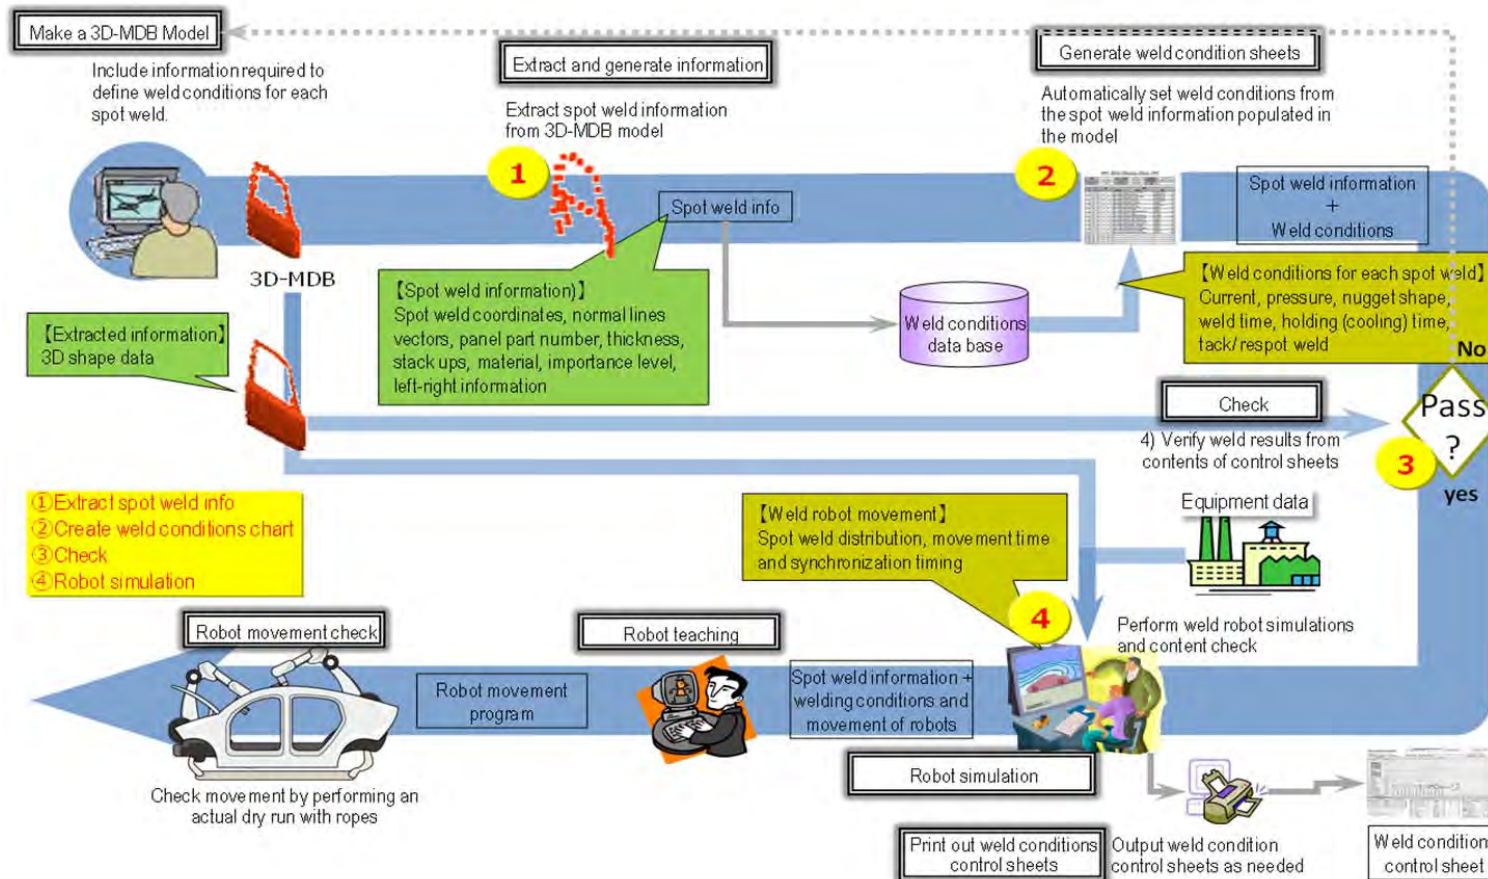 Make a 3D-MDB Model
Include information required to
define weld conditions for each
spot weld.
Extract and generate information
Extract spot weld information
from 3D-MDB model
Generate weld condition sheets
Automatically set weld conditions from
the spot weld information populated in
the model
1
2
Spot weld info
Spot weld information
+
Weld conditions
3D-MDB
【Extracted information】
3D shape data
【Spot weld information)】
Spot weld coordinates, normal lines
vectors, panel part number, thickness,
stack ups, material, importance level,
left-right information
Weld conditions
data base
【Weld conditions for each spot weld】
Current, pressure, nugget shape,
weld time, holding (cooling) time,
tack/respot weld
No
Check
4) Verify weld results from
contents of control sheets
Pass
?
3
yes
①Extract spot weld info
②Create weld conditions chart
③Check
④Robot simulation
【Weld robot movement】
Spot weld distribution, movement time
and synchronization timing
Equipment data
4
Perform weld robot simulations
and content check
Robot movement check
Robot teaching
Robot movement
program
Spot weld information +
welding conditions and
movement of robots
Check movement by performing an
actual dry run with ropes
Robot simulation
Print out weld conditions
control sheets
Output weld condition
control sheets as needed
Weld condition
control sheet